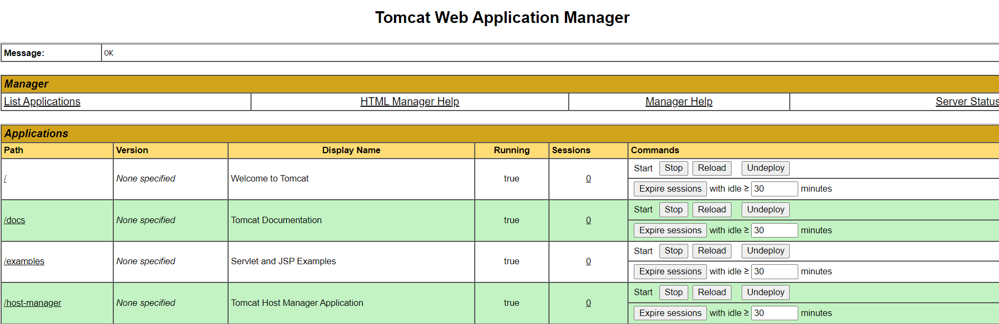 Tomcat Web Application Manager
Message: OK
Manager
List Applications HTML Manager Help Manager Help Server Status
Applications
Path Version Display Name Running Sessions Commands
/ None specified Welcome to Tomcat true 0 Start Stop Reload Undeploy
Expire sessions with idle ≥ 30 minutes
/docs None specified Tomcat Documentation true 0 Start Stop Reload Undeploy
Expire sessions with idle ≥ 30 minutes
/examples None specified Servlet and JSP Examples true 0 Start Stop Reload Undeploy
Expire sessions with idle ≥ 30 minutes
/host-manager None specified Tomcat Host Manager Application true 0 Start Stop Reload Undeploy
Expire sessions with idle ≥ 30 minutes